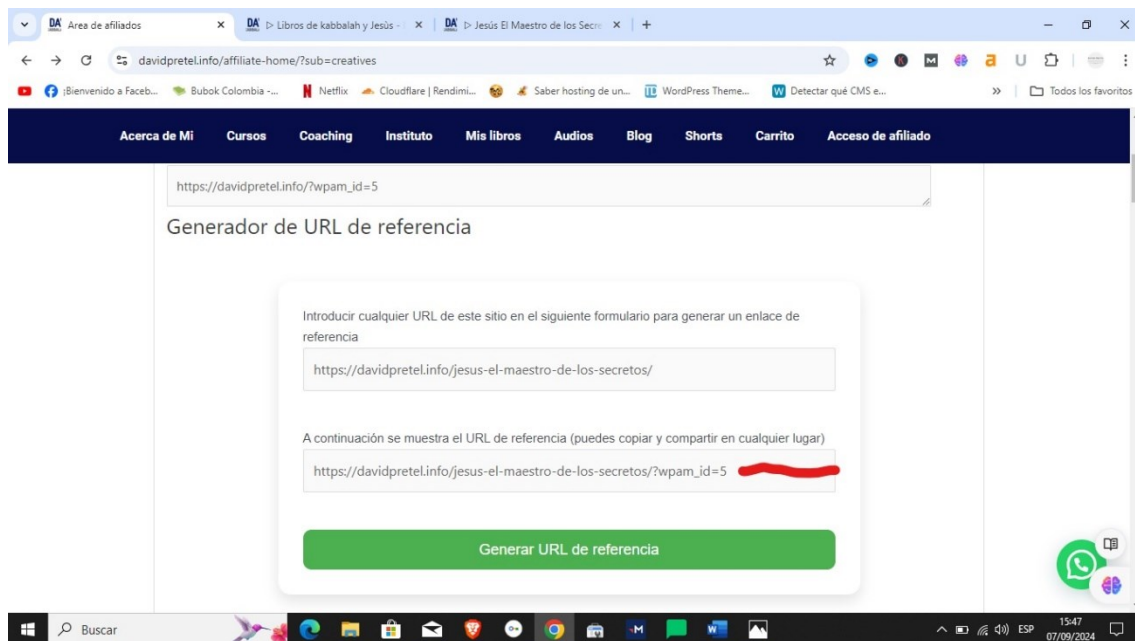 Area de afiliados
▷ Libros de kabbalah y Jesús -
▷ Jesús El Maestro de los Secre
davidpretel.info/affiliate-home/?sub=creatives
¡Bienvenido a Faceb...
Bubok Colombia -...
Netflix
Cloudflare | Rendimi...
Saber hosting de un...
WordPress Theme...
Detectar qué CMS e...
Todos los favoritos
Acerca de Mi
Cursos
Coaching
Instituto
Mis libros
Audios
Blog
Shorts
Carrito
Acceso de afiliado
https://davidpretel.info/?wpam_id=5
Generador de URL de referencia
Introducir cualquier URL de este sitio en el siguiente formulario para generar un enlace de
referencia
https://davidpretel.info/jesus-el-maestro-de-los-secretos/
A continuación se muestra el URL de referencia (puedes copiar y compartir en cualquier lugar)
https://davidpretel.info/jesus-el-maestro-de-los-secretos/?wpam_id=5
Generar URL de referencia
Buscar
ESP
15:47
07/09/2024